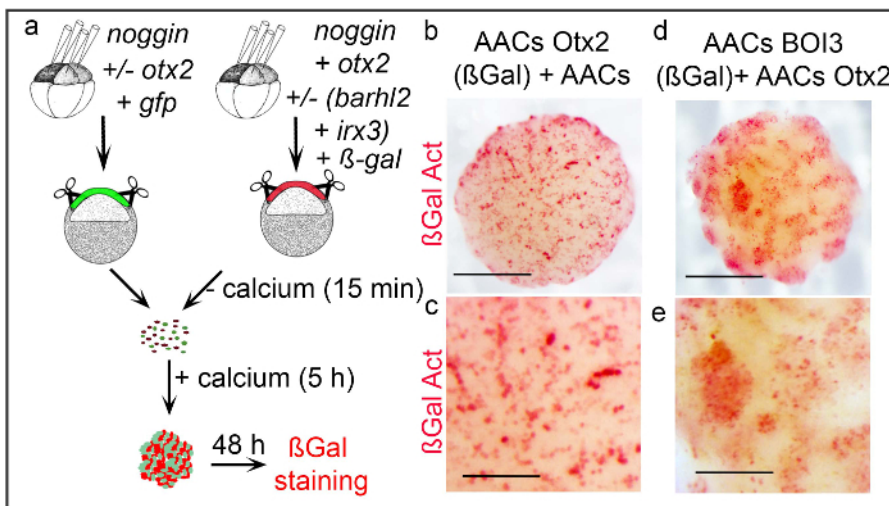 a
noggin
+/- otx2
+ gfp
noggin
+ otx2
+/- (barhl2
+ irx3)
+ ß-gal
- calcium (15 min)
+ calcium (5 h)
48 h
ßGal
staining
b
AACs Otx2
(ßGal) + AACs
ßGal Act
c
ßGal Act
d
AACs BOI3
(ßGal)+ AACs Otx2
e